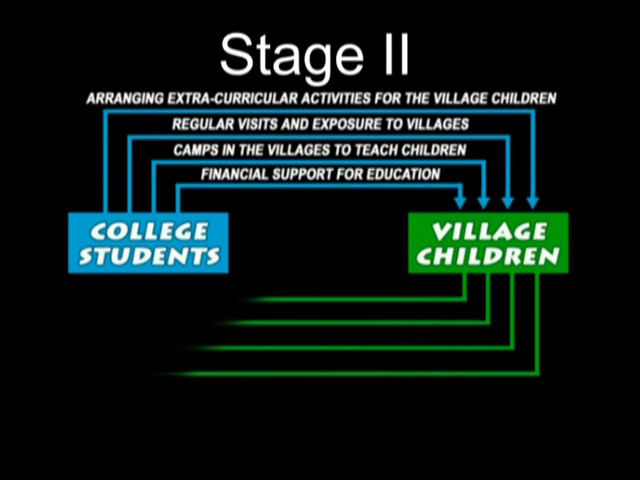 Stage II
ARRANGING EXTRA-CURRICULAR ACTIVITIES FOR THE VILLAGE CHILDREN
REGULAR VISITS AND EXPOSURE TO VILLAGES
CAMPS IN THE VILLAGES TO TEACH CHILDREN
FINANCIAL SUPPORT FOR EDUCATION
COLLEGE
STUDENTS
VILLAGE
CHILDREN